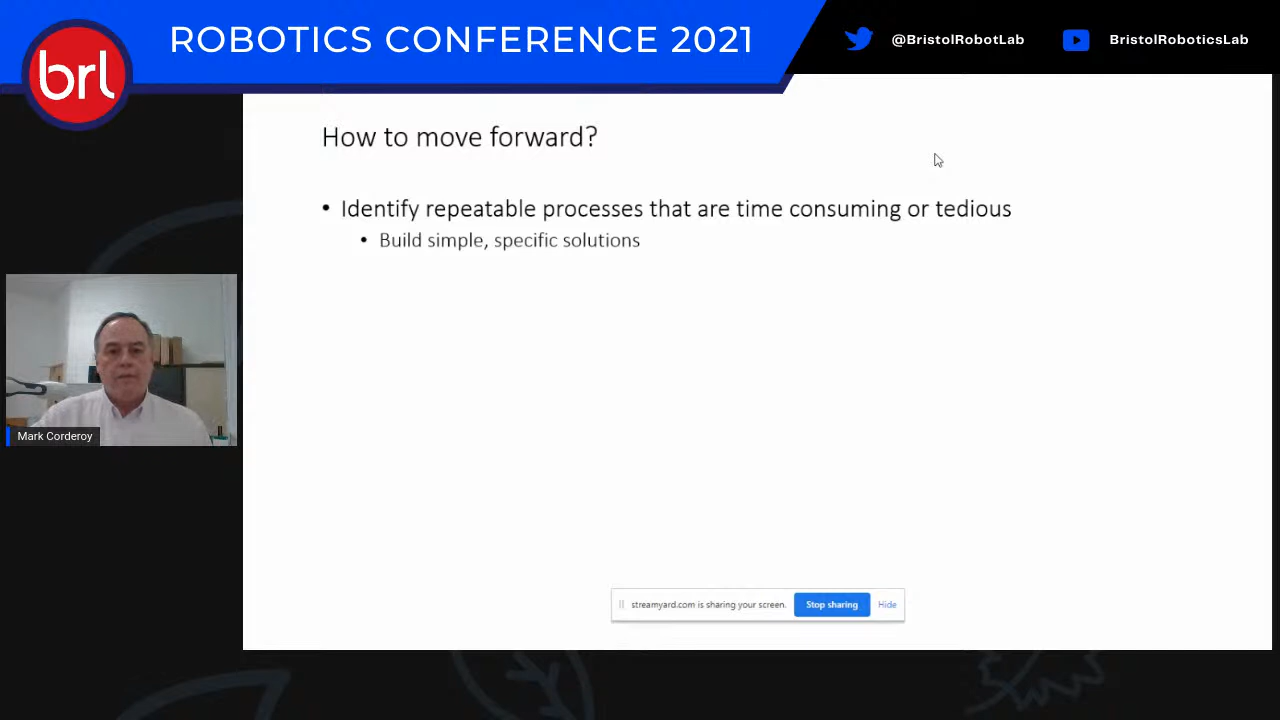 brl
ROBOTICS CONFERENCE 2021
@BristolRobotLab
BristolRoboticsLab
How to move forward?
• Identify repeatable processes that are time consuming or tedious
• Build simple, specific solutions
Mark Corderoy
streamyard.com is sharing your screen.
Stop sharing
Hide